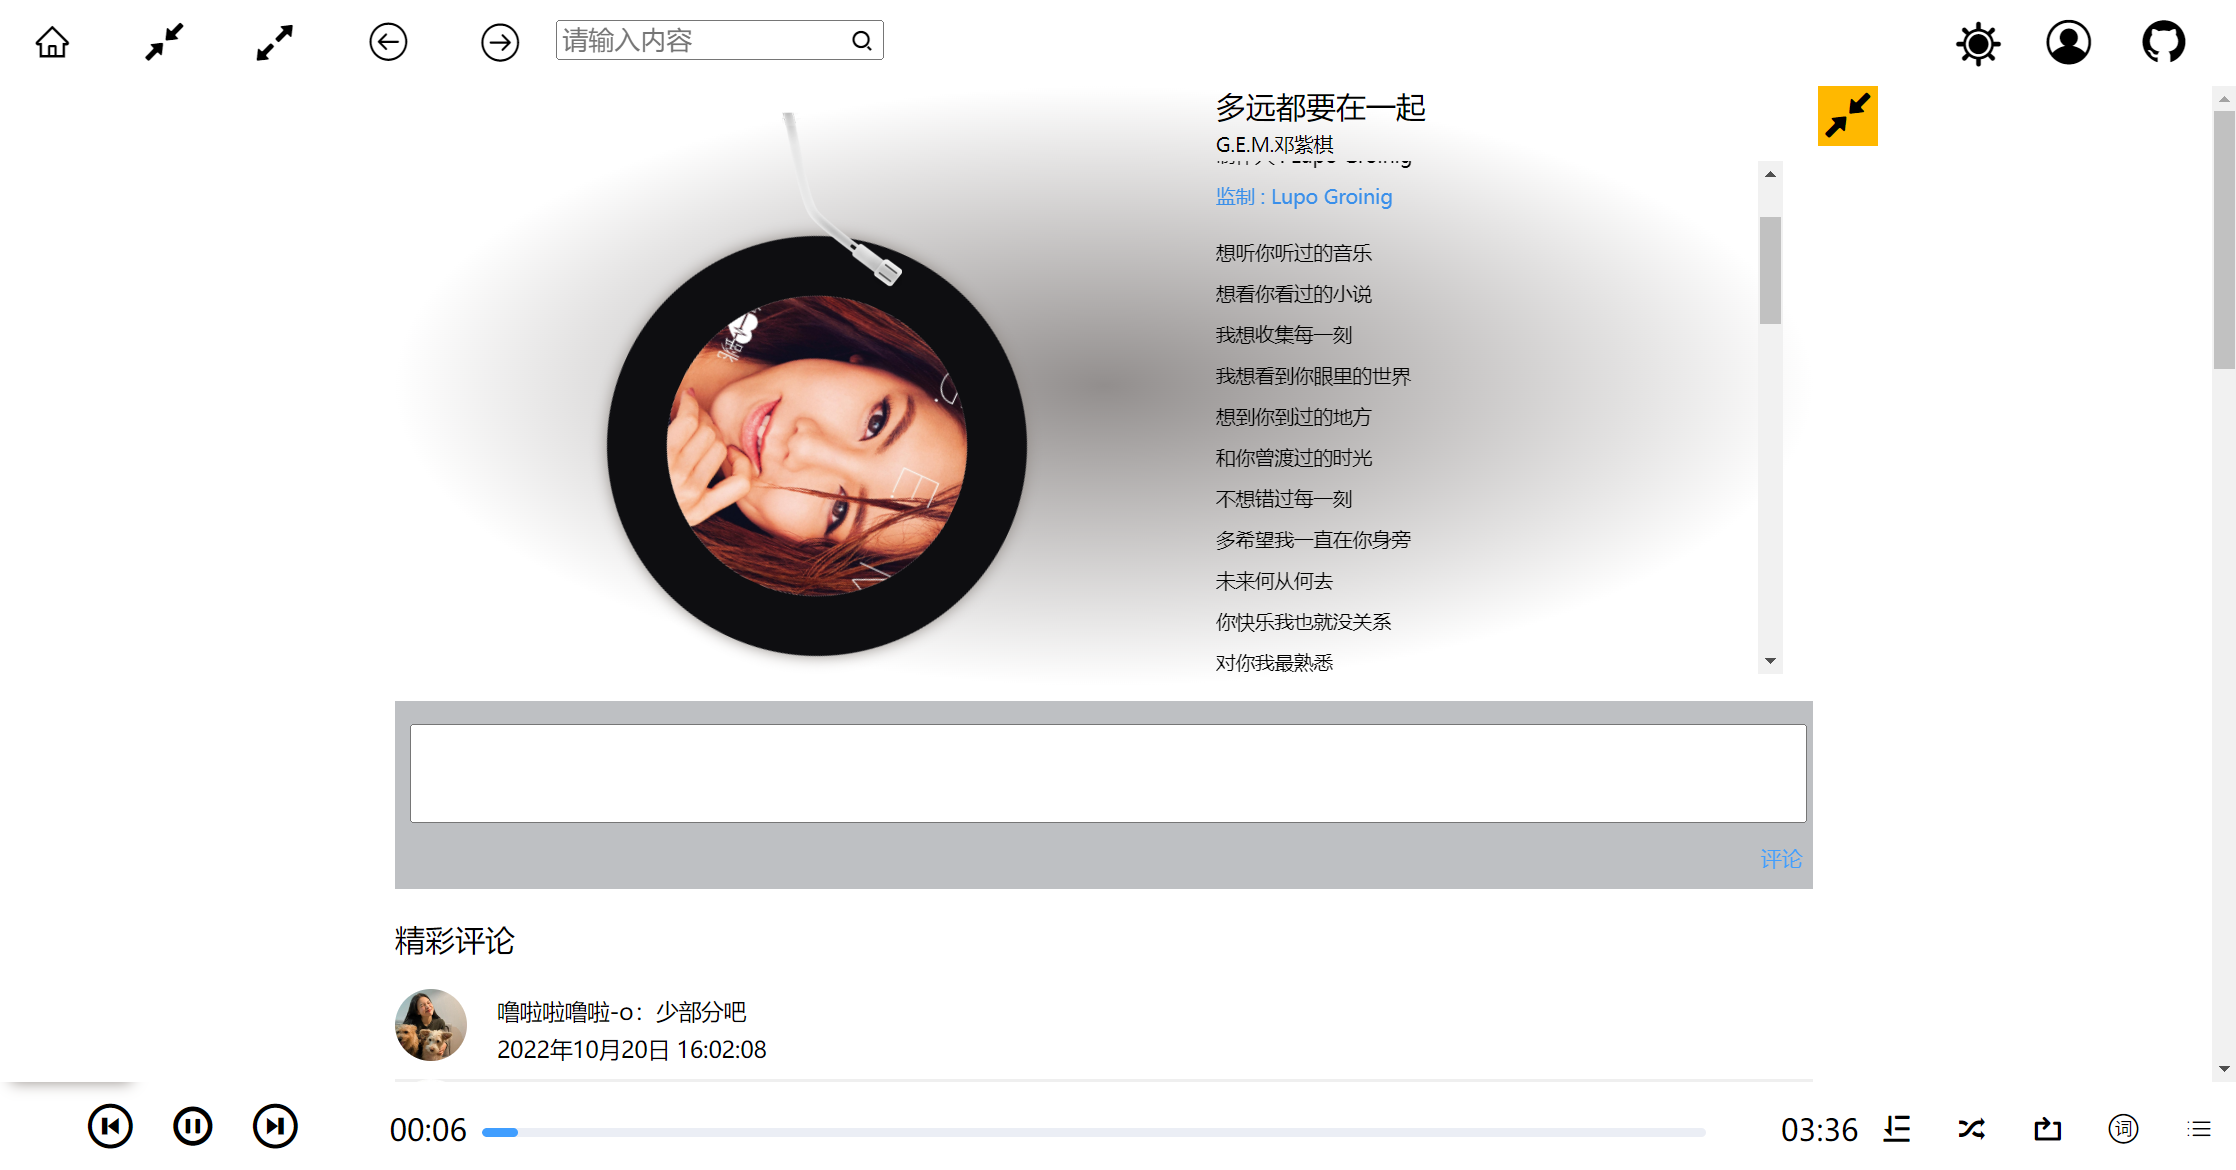 请输入内容
多远都要在一起
G.E.M.邓紫棋
制作人 : Lupo Groinig
监制 : Lupo Groinig
想听你听过的音乐
想看你看过的小说
我想收集每一刻
我想看到你眼里的世界
想到你到过的地方
和你曾渡过的时光
不想错过每一刻
多希望我一直在你身旁
未来何从何去
你快乐我也就没关系
对你我最熟悉
G.
E.
M
评论
精彩评论
噜啦啦噜啦-o：少部分吧
2022年10月20日 16:02:08
00:06
03:36
词